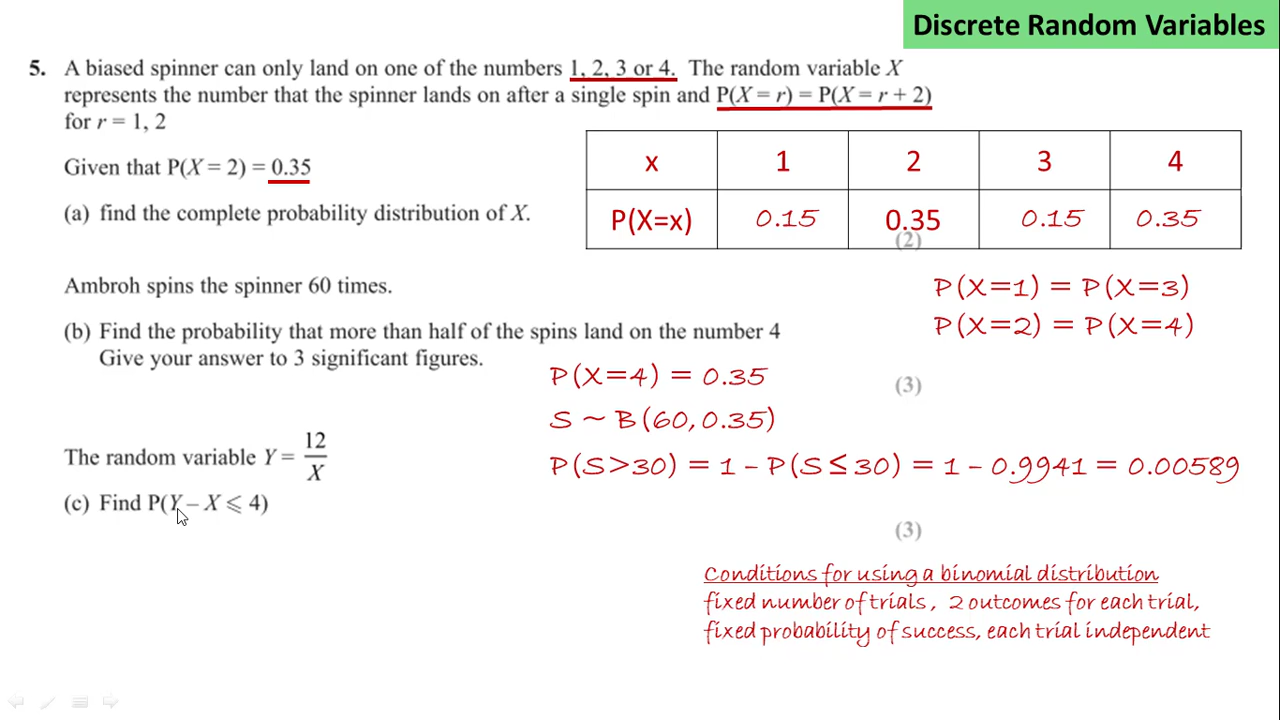 Discrete Random Variables
5. A biased spinner can only land on one of the numbers 1, 2, 3 or 4. The random variable X
represents the number that the spinner lands on after a single spin and P(X = r) = P(X = r + 2)
for r = 1, 2
Given that P(X = 2) = 0.35
(a) find the complete probability distribution of X.
x 1 2 3 4
P(X=x) 0.15 0.35 0.15 0.35
(2)
P(X=1) = P(X=3)
P(X=2) = P(X=4)
Ambroh spins the spinner 60 times.
(b) Find the probability that more than half of the spins land on the number 4
Give your answer to 3 significant figures.
(3)
P(X=4) = 0.35
S ~ B(60,0.35)
P(S>30) = 1 - P(S≤30) = 1 - 0.9941 = 0.00589
The random variable Y = 12/X
(c) Find P(Y – X ⩽ 4)
(3)
Conditions for using a binomial distribution
fixed number of trials, 2 outcomes for each trial,
fixed probability of success, each trial independent